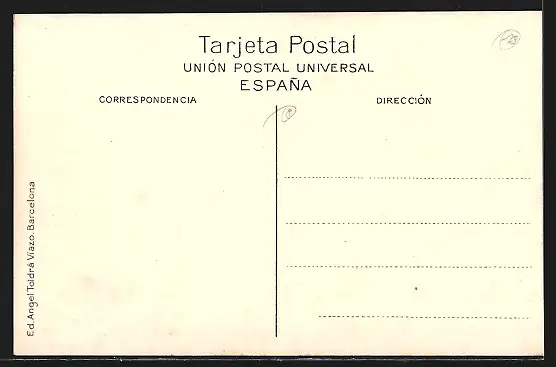 Tarjeta Postal
UNIÓN POSTAL UNIVERSAL
ESPAÑA
CORRESPONDENCIA
DIRECCIÓN
Ed. Angel Toldrá Viazo. Barcelona